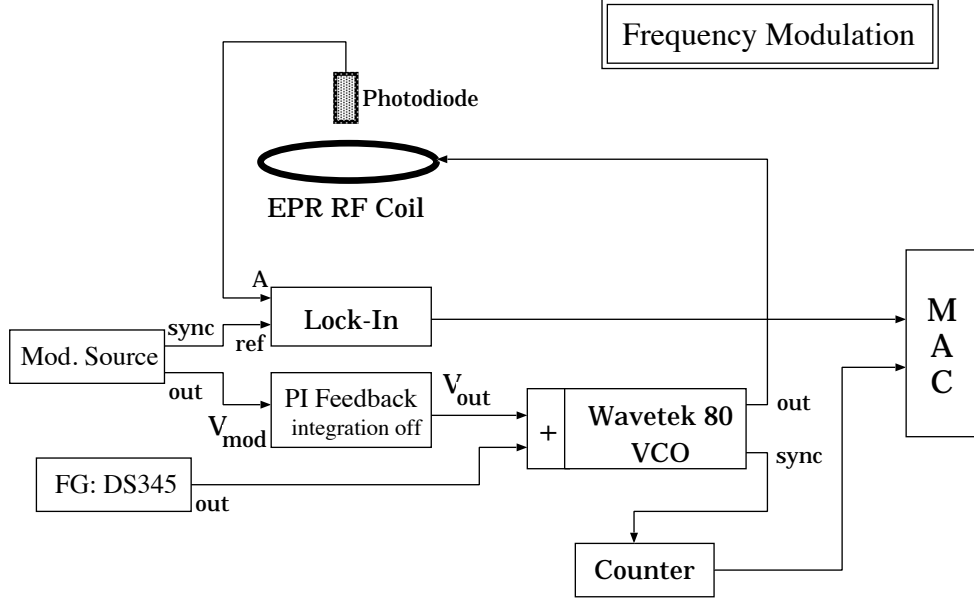 Frequency Modulation
Photodiode
EPR RF Coil
A
Lock-In
sync
ref
Mod. Source
out
V_mod
PI Feedback
integration off
V_out
+
Wavetek 80
VCO
out
sync
FG: DS345
out
Counter
M
A
C